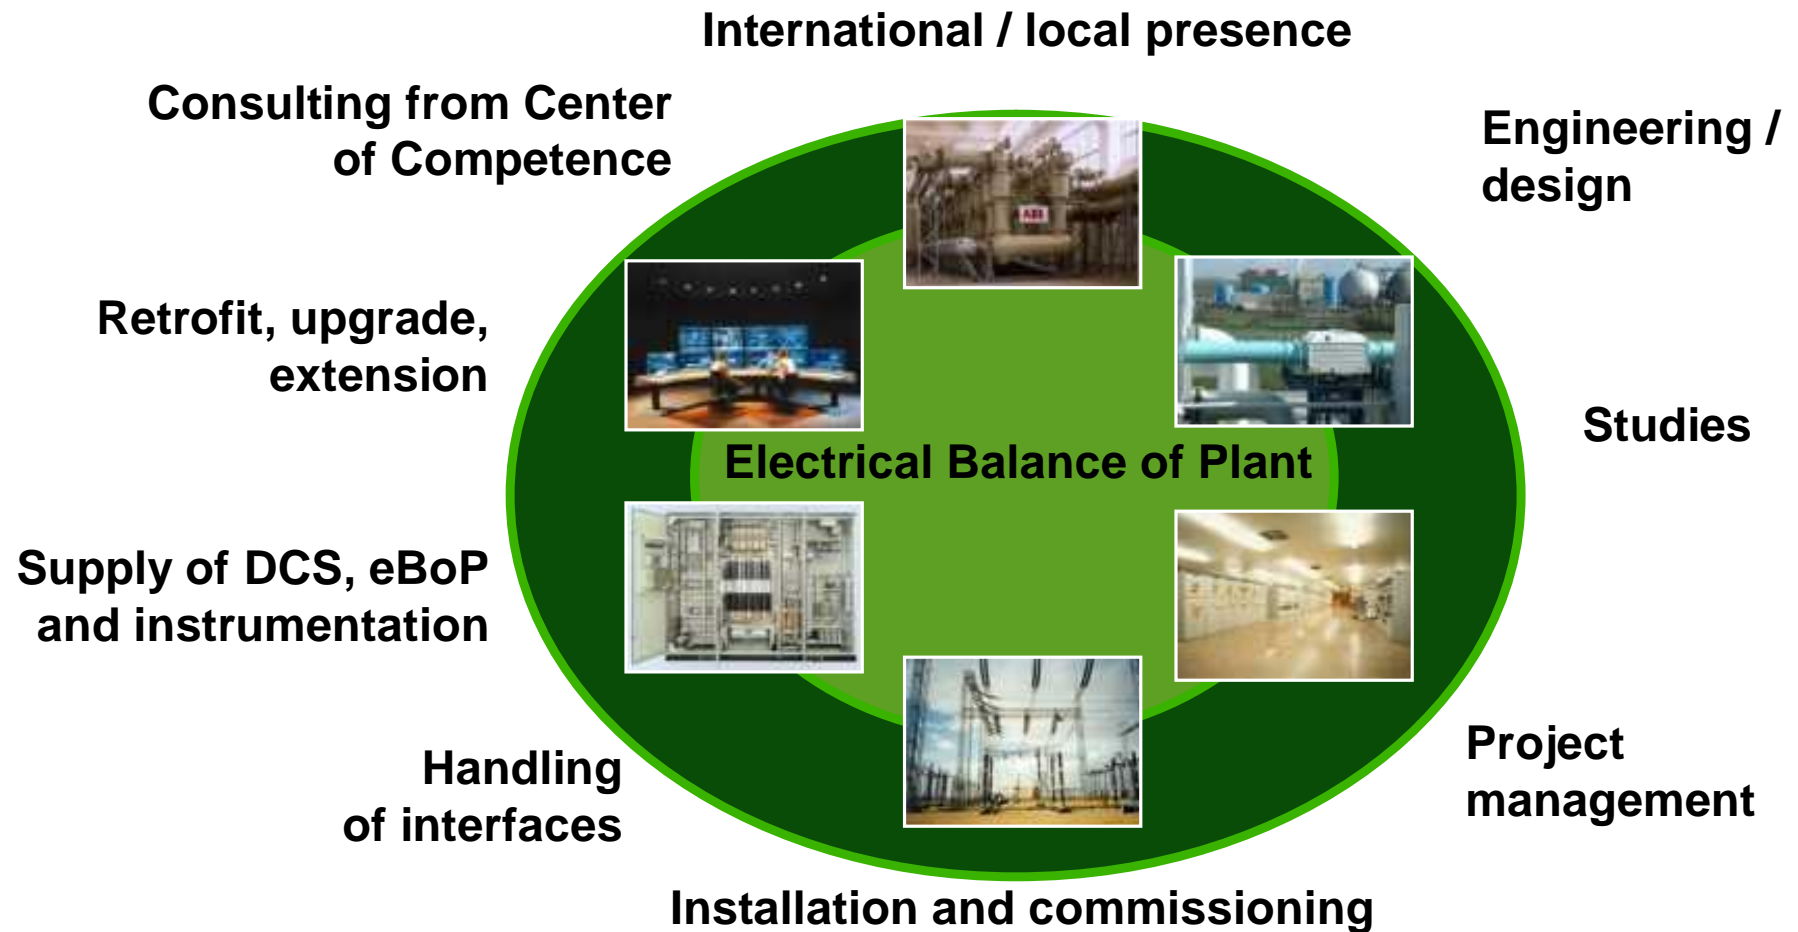 International / local presence
Consulting from Center
of Competence
Engineering /
design
ABB
Retrofit, upgrade,
extension
Studies
Electrical Balance of Plant
Supply of DCS, eBoP
and instrumentation
Project
management
Handling
of interfaces
Installation and commissioning